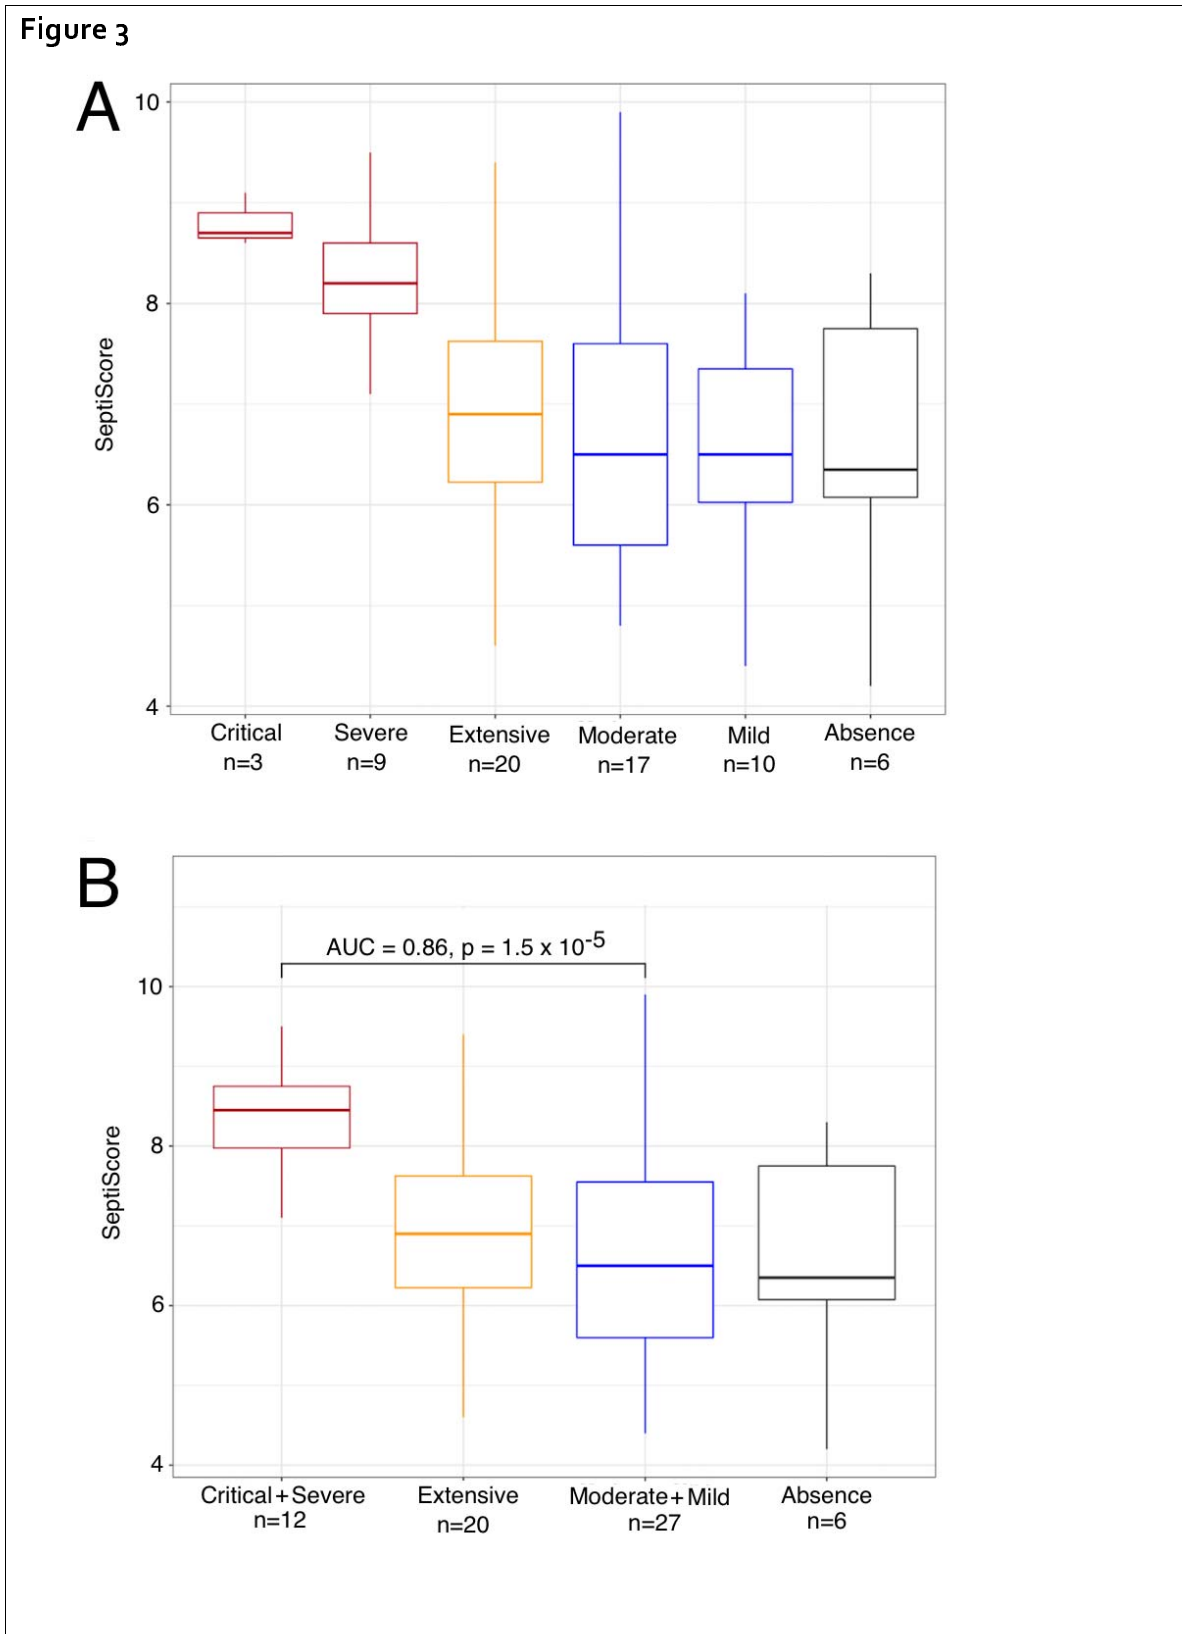 Figure 3
A
10
8
6
4
SeptiScore
Critical Severe Extensive Moderate Mild Absence
n=3 n=9 n=20 n=17 n=10 n=6
B
AUC = 0.86, p = 1.5 x 10-5
10
8
6
4
SeptiScore
Critical+Severe Extensive Moderate+Mild Absence
n=12 n=20 n=27 n=6